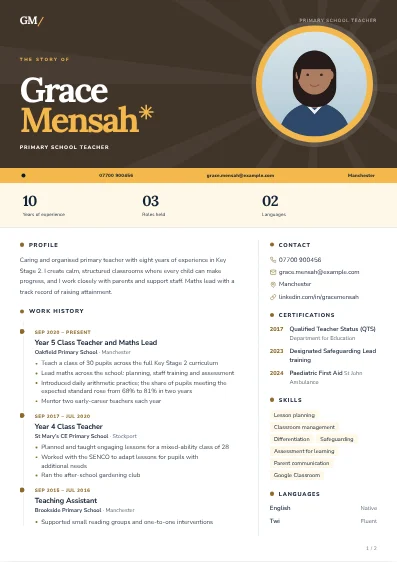 GM/
PRIMARY SCHOOL TEACHER
THE STORY OF
Grace
Mensah*
PRIMARY SCHOOL TEACHER
07700 900456
grace.mensah@example.com
Manchester
10
Years of experience
03
Roles held
02
Languages
PROFILE
Caring and organised primary teacher with eight years of experience in Key
Stage 2. I create calm, structured classrooms where every child can make
progress, and I work closely with parents and support staff. Maths lead with a
track record of raising attainment.
WORK HISTORY
SEP 2020 – PRESENT
Year 5 Class Teacher and Maths Lead
Oakfield Primary School · Manchester
• Teach a class of 30 pupils across the full Key Stage 2 curriculum
• Lead maths across the school: planning, staff training and assessment
• Introduced daily arithmetic practice; the share of pupils meeting the
expected standard rose from 68% to 81% in two years
• Mentor two early-career teachers each year
SEP 2017 – JUL 2020
Year 4 Class Teacher
St Mary's CE Primary School · Stockport
• Planned and taught engaging lessons for a mixed-ability class of 28
• Worked with the SENCO to adapt lessons for pupils with
additional needs
• Ran the after-school gardening club
SEP 2015 – JUL 2016
Teaching Assistant
Brookside Primary School · Manchester
• Supported small reading groups and one-to-one interventions
CONTACT
07700 900456
grace.mensah@example.com
Manchester
linkedin.com/in/gracemensah
CERTIFICATIONS
2017 Qualified Teacher Status (QTS)
Department for Education
2023 Designated Safeguarding Lead
training
2024 Paediatric First Aid St John
Ambulance
SKILLS
Lesson planning
Classroom management
Differentiation Safeguarding
Assessment for learning
Parent communication
Google Classroom
LANGUAGES
English Native
Twi Fluent
1 / 2